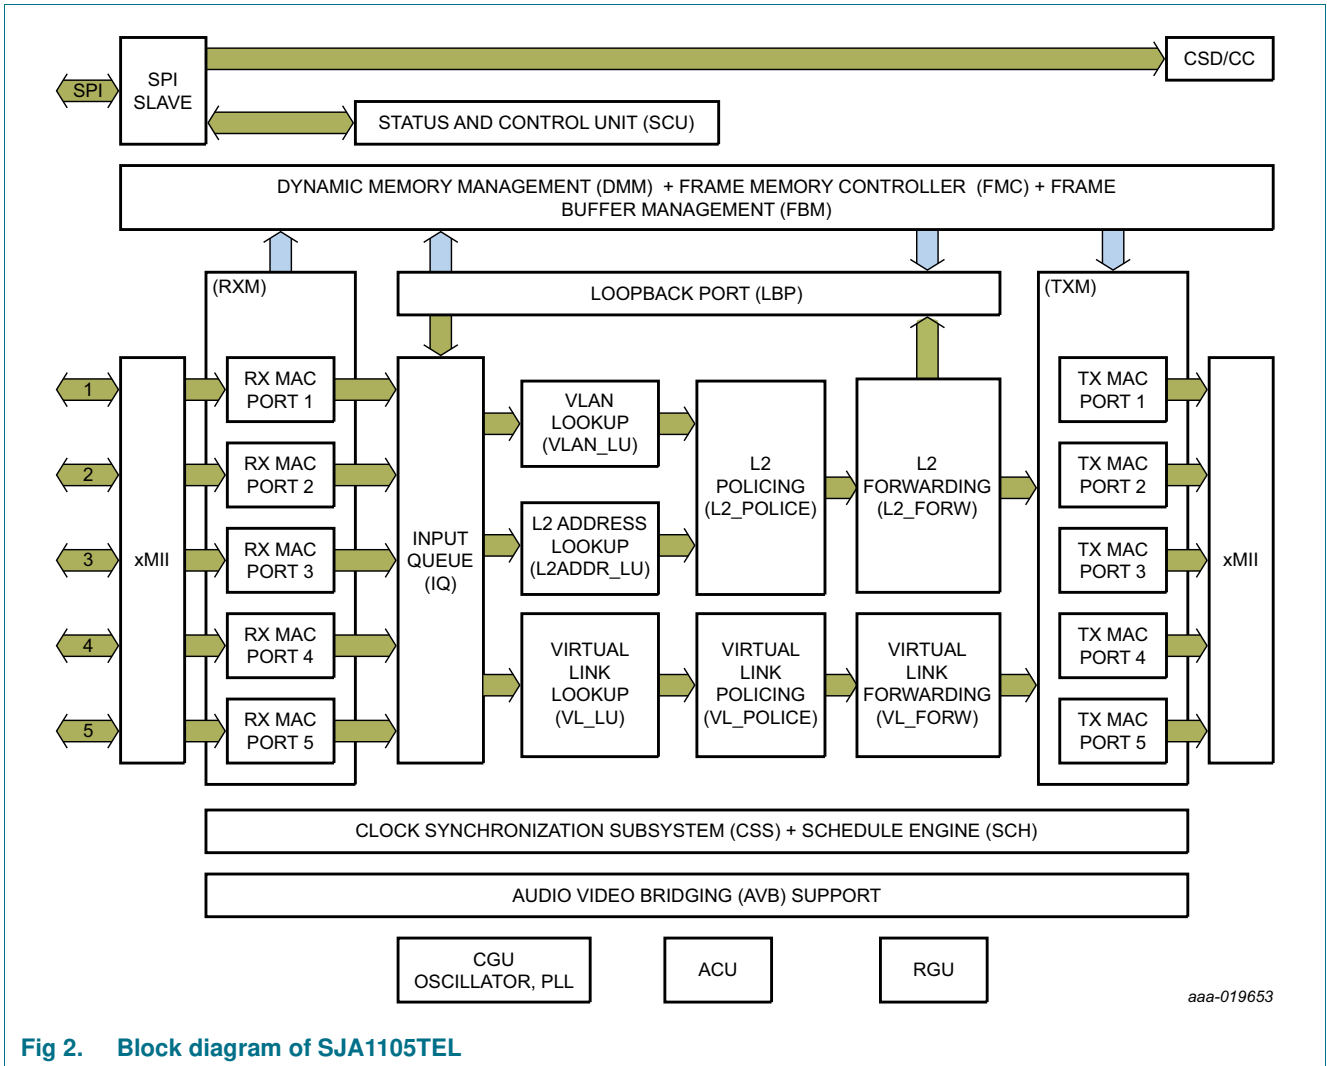 SPI
SPI
SLAVE
CSD/CC
STATUS AND CONTROL UNIT (SCU)
DYNAMIC MEMORY MANAGEMENT (DMM) + FRAME MEMORY CONTROLLER (FMC) + FRAME
BUFFER MANAGEMENT (FBM)
(RXM)
LOOPBACK PORT (LBP)
(TXM)
1
2
3
4
5
xMII
RX MAC
PORT 1
RX MAC
PORT 2
RX MAC
PORT 3
RX MAC
PORT 4
RX MAC
PORT 5
INPUT
QUEUE
(IQ)
VLAN
LOOKUP
(VLAN_LU)
L2 ADDRESS
LOOKUP
(L2ADDR_LU)
VIRTUAL
LINK
LOOKUP
(VL_LU)
L2
POLICING
(L2_POLICE)
VIRTUAL
LINK
POLICING
(VL_POLICE)
L2
FORWARDING
(L2_FORW)
VIRTUAL
LINK
FORWARDING
(VL_FORW)
TX MAC
PORT 1
TX MAC
PORT 2
TX MAC
PORT 3
TX MAC
PORT 4
TX MAC
PORT 5
xMII
CLOCK SYNCHRONIZATION SUBSYSTEM (CSS) + SCHEDULE ENGINE (SCH)
AUDIO VIDEO BRIDGING (AVB) SUPPORT
CGU
OSCILLATOR, PLL
ACU
RGU
aaa-019653
Fig 2. Block diagram of SJA1105TEL